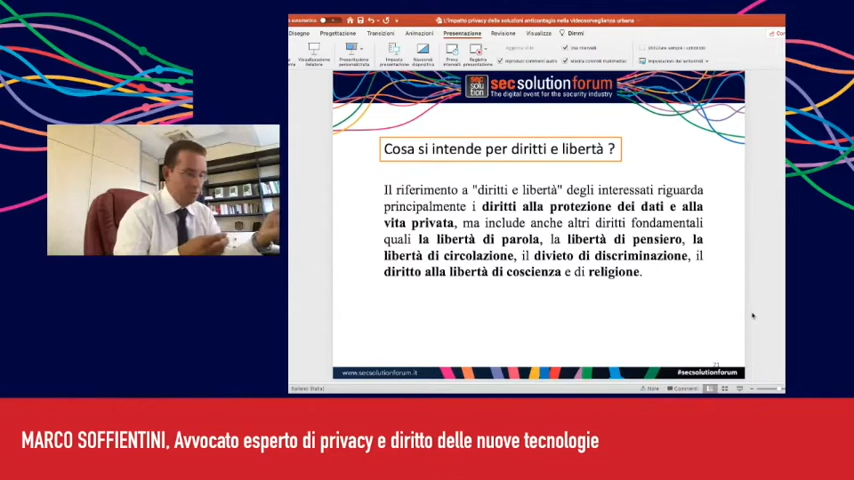 L'impatto privacy delle soluzioni anticontagio nella videosorveglianza urbana
Disegno Progettazione Transizioni Animazioni Presentazione Revisione Visualizza Dimmi
sec solution
secsolutionforum
The digital event for the security industry
Cosa si intende per diritti e libertà ?
Il riferimento a "diritti e libertà" degli interessati riguarda
principalmente i diritti alla protezione dei dati e alla
vita privata, ma include anche altri diritti fondamentali
quali la libertà di parola, la libertà di pensiero, la
libertà di circolazione, il divieto di discriminazione, il
diritto alla libertà di coscienza e di religione.
www.secsolutionforum.it
#secsolutionforum
Note Commenti
MARCO SOFFIENTINI, Avvocato esperto di privacy e diritto delle nuove tecnologie